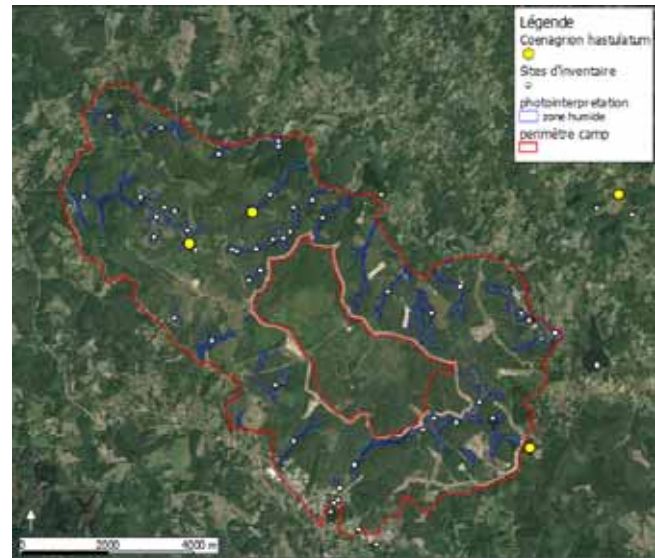 Légende
Coenagrion hastulatum
Sites d'inventaire
photointerpretation
zone humide
perimètre camp
0 2000 4000 m